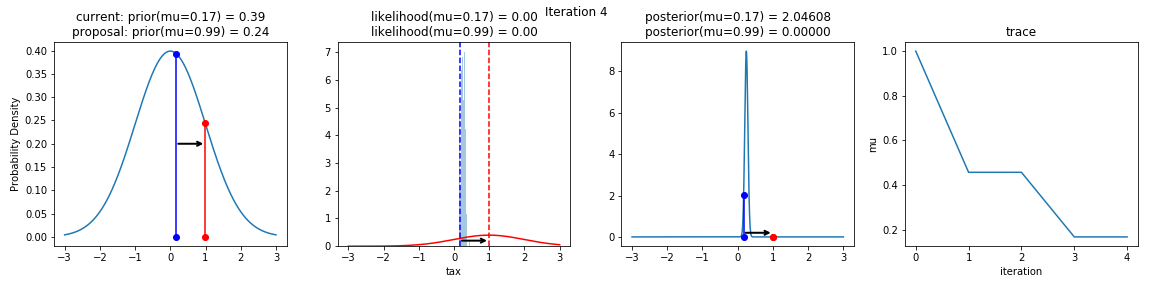 Iteration 4
current: prior(mu=0.17) = 0.39
proposal: prior(mu=0.99) = 0.24
Probability Density
0.40
0.35
0.30
0.25
0.20
0.15
0.10
0.05
0.00
−3 −2 −1 0 1 2 3
likelihood(mu=0.17) = 0.00
likelihood(mu=0.99) = 0.00
7
6
5
4
3
2
1
0
−3 −2 −1 0 1 2 3
tax
posterior(mu=0.17) = 2.04608
posterior(mu=0.99) = 0.00000
8
6
4
2
0
−3 −2 −1 0 1 2 3
trace
mu
1.0
0.8
0.6
0.4
0.2
0 1 2 3 4
iteration